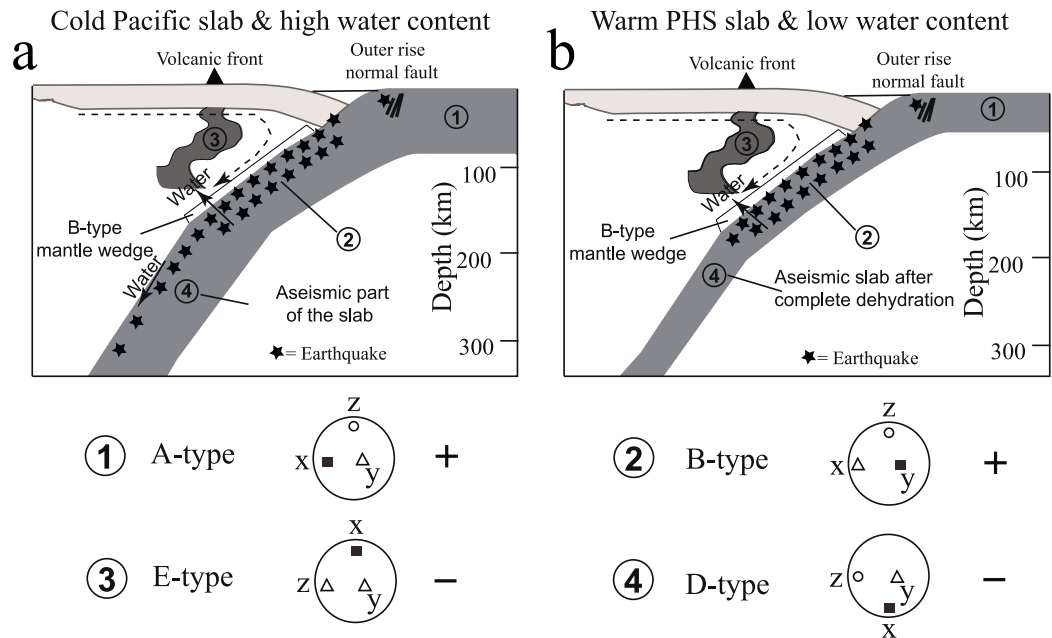 Cold Pacific slab & high water content
a
Volcanic front
Outer rise
normal fault
1
3
Water
100
B-type
mantle wedge
2
200
Water
4
Aseismic part
of the slab
Depth (km)
300
= Earthquake
Warm PHS slab & low water content
b
Volcanic front
Outer rise
normal fault
1
3
Water
100
B-type
mantle wedge
2
200
4
Aseismic slab after
complete dehydration
Depth (km)
300
= Earthquake
1 A-type
z
x
y
+
2 B-type
z
x
y
+
3 E-type
x
z
y
−
4 D-type
z
y
x
−